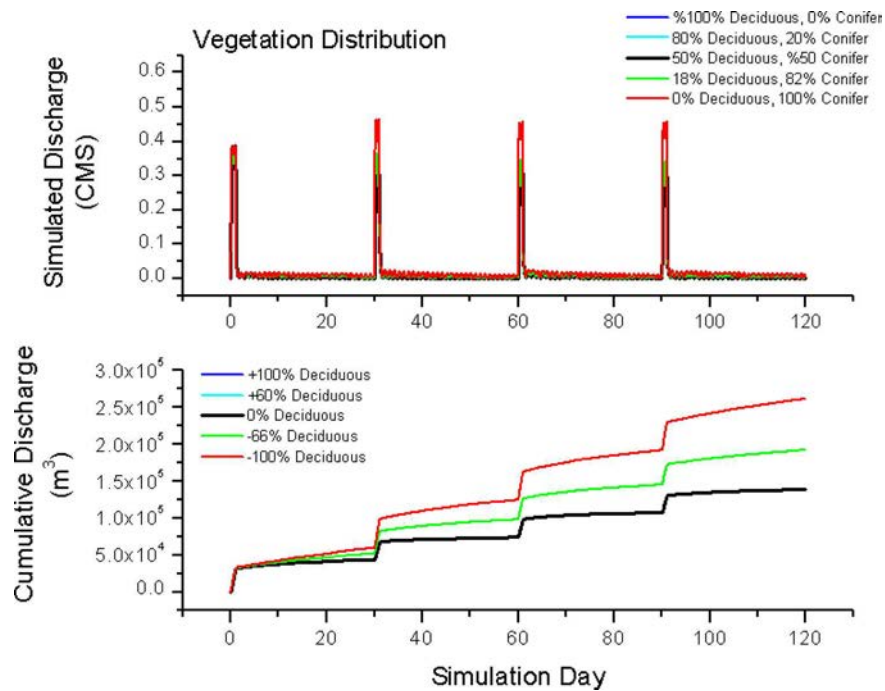 Vegetation Distribution
%100% Deciduous, 0% Conifer
80% Deciduous, 20% Conifer
50% Deciduous, %50 Conifer
18% Deciduous, 82% Conifer
0% Deciduous, 100% Conifer
Simulated Discharge
(CMS)
0.6
0.5
0.4
0.3
0.2
0.1
0.0
0 20 40 60 80 100 120
Cumulative Discharge
(m³)
3.0x10⁵
2.5x10⁵
2.0x10⁵
1.5x10⁵
1.0x10⁵
5.0x10⁴
0.0
+100% Deciduous
+60% Deciduous
0% Deciduous
-66% Deciduous
-100% Deciduous
0 20 40 60 80 100 120
Simulation Day